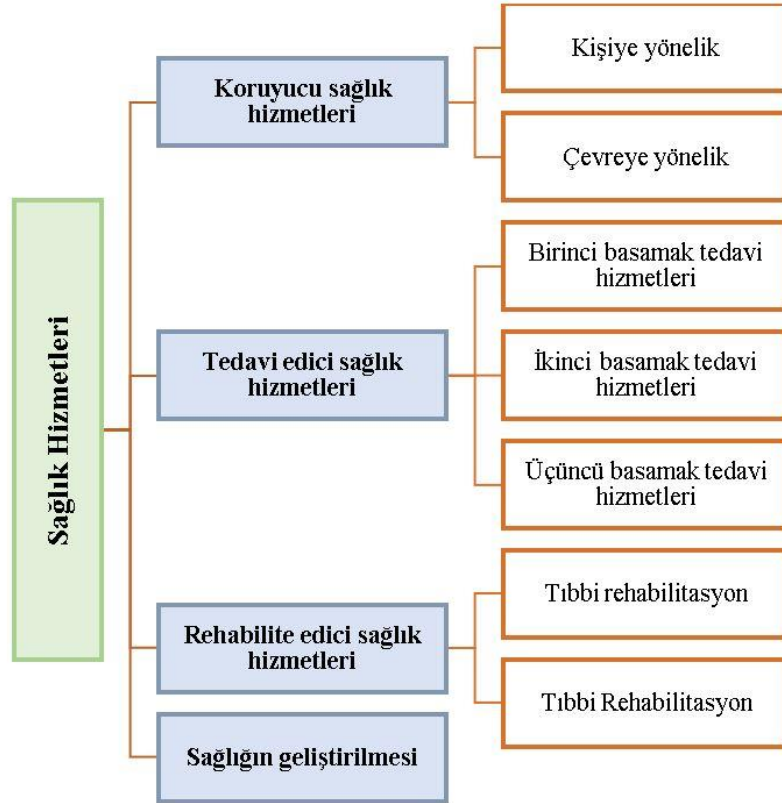 Sağlık Hizmetleri
Koruyucu sağlık
hizmetleri
Kişiye yönelik
Çevreye yönelik
Tedavi edici sağlık
hizmetleri
Birinci basamak tedavi
hizmetleri
İkinci basamak tedavi
hizmetleri
Üçüncü basamak tedavi
hizmetleri
Rehabilite edici sağlık
hizmetleri
Tıbbi rehabilitasyon
Tıbbi Rehabilitasyon
Sağlığın geliştirilmesi